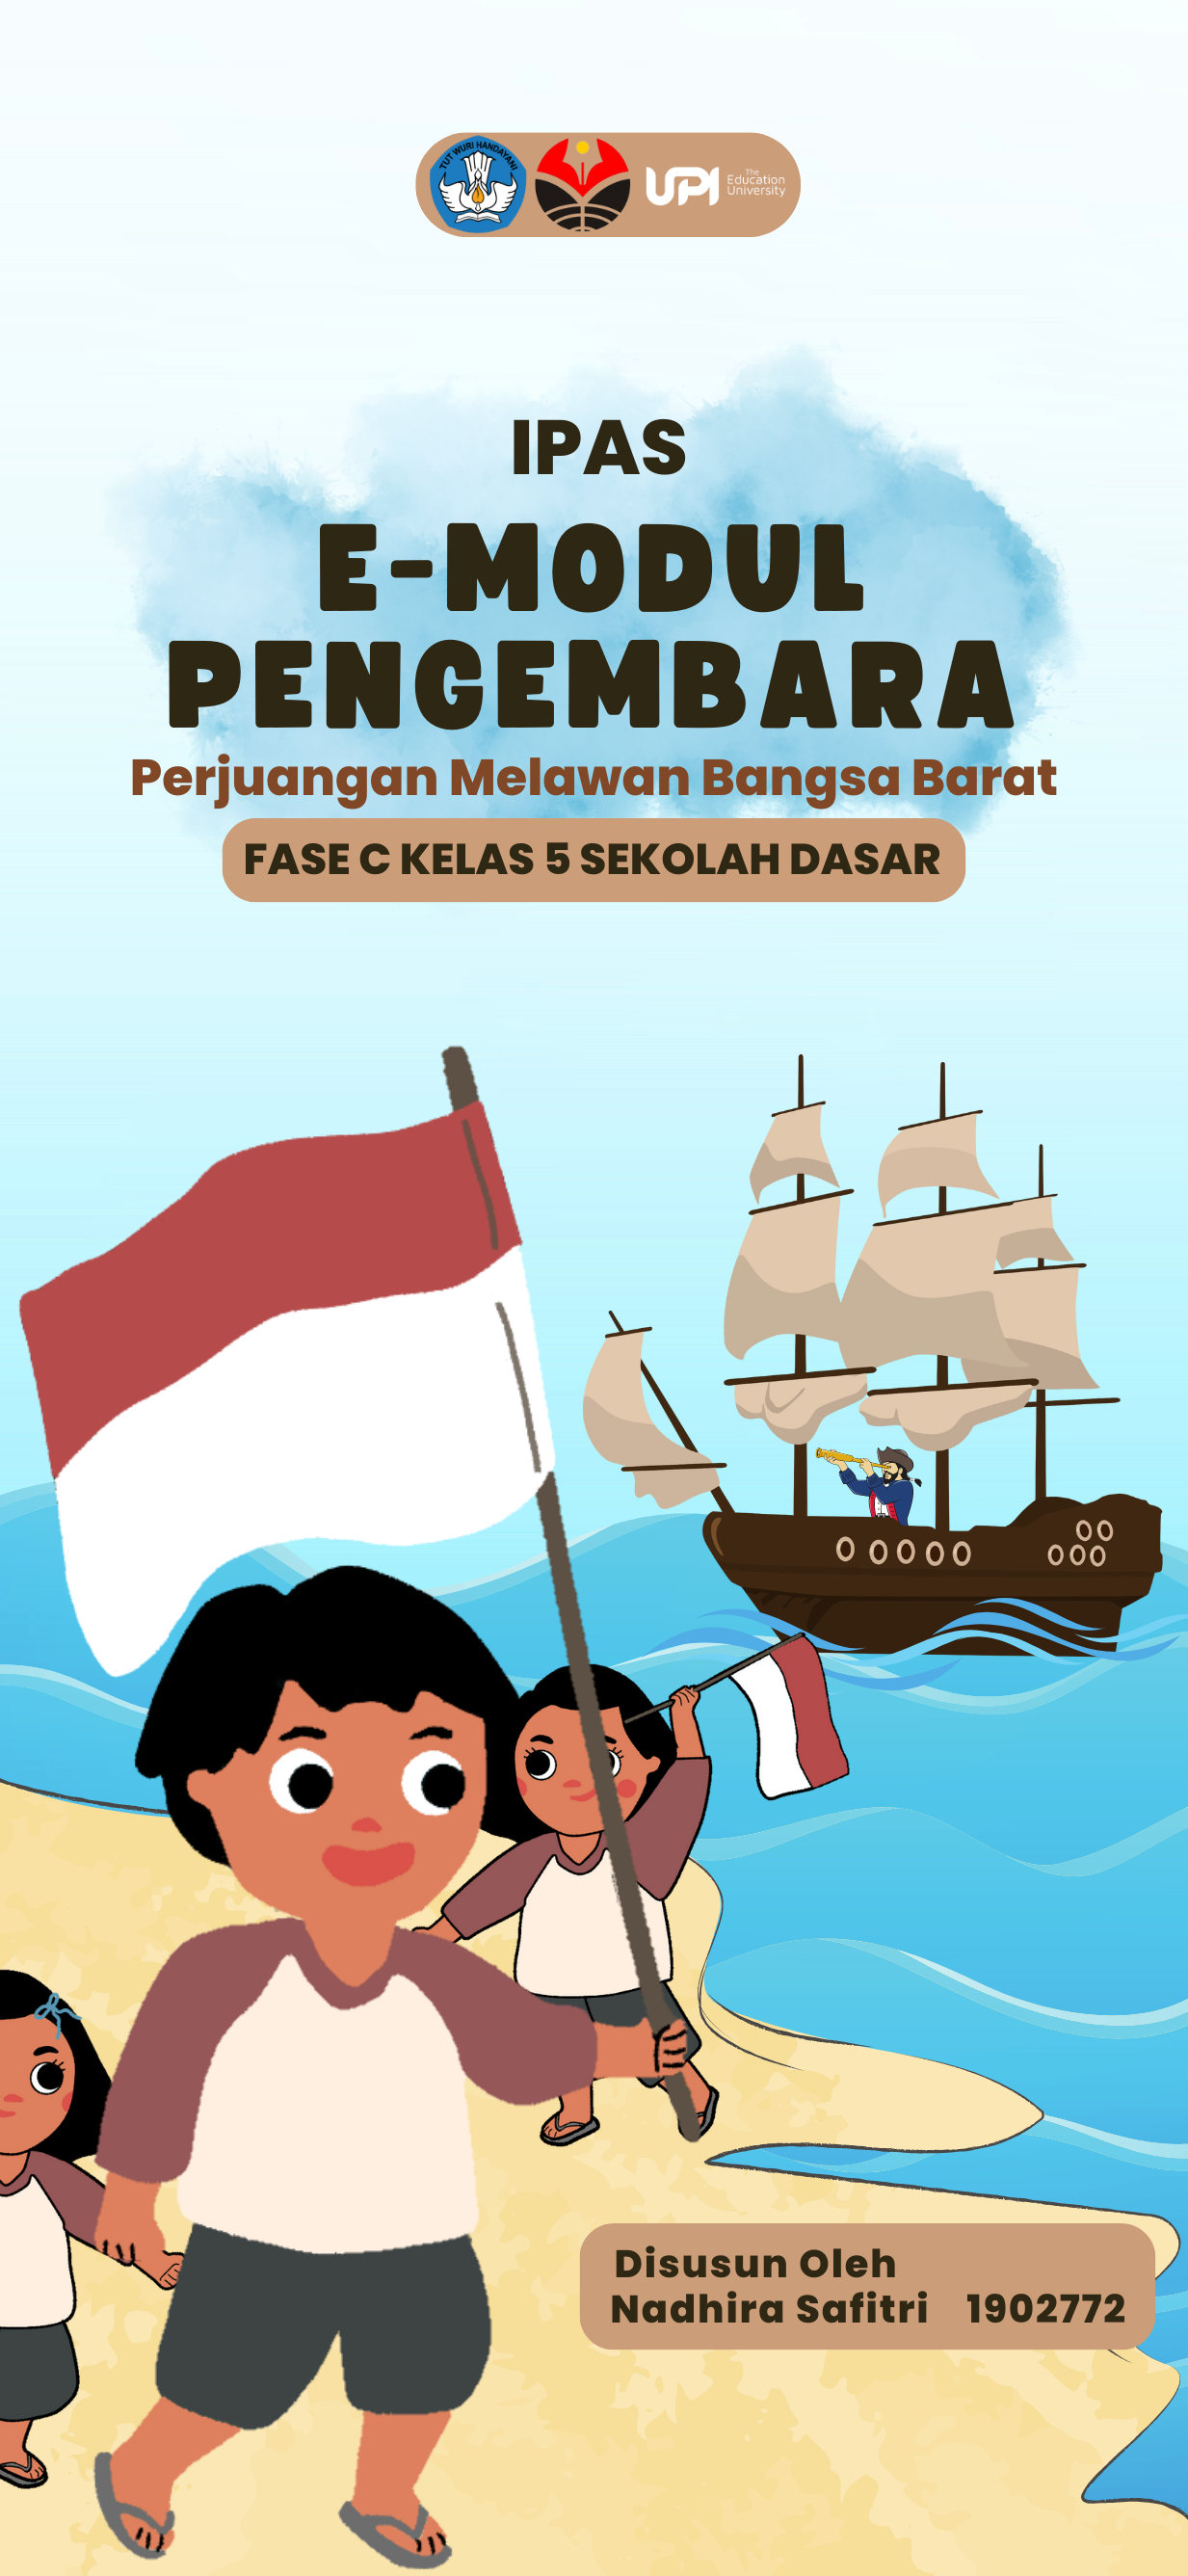 TUT WURI HANDAYANI
UPI
The
Education
University
IPAS
E-MODUL
PENGEMBARA
Perjuangan Melawan Bangsa Barat
FASE C KELAS 5 SEKOLAH DASAR
Disusun Oleh
Nadhira Safitri 1902772